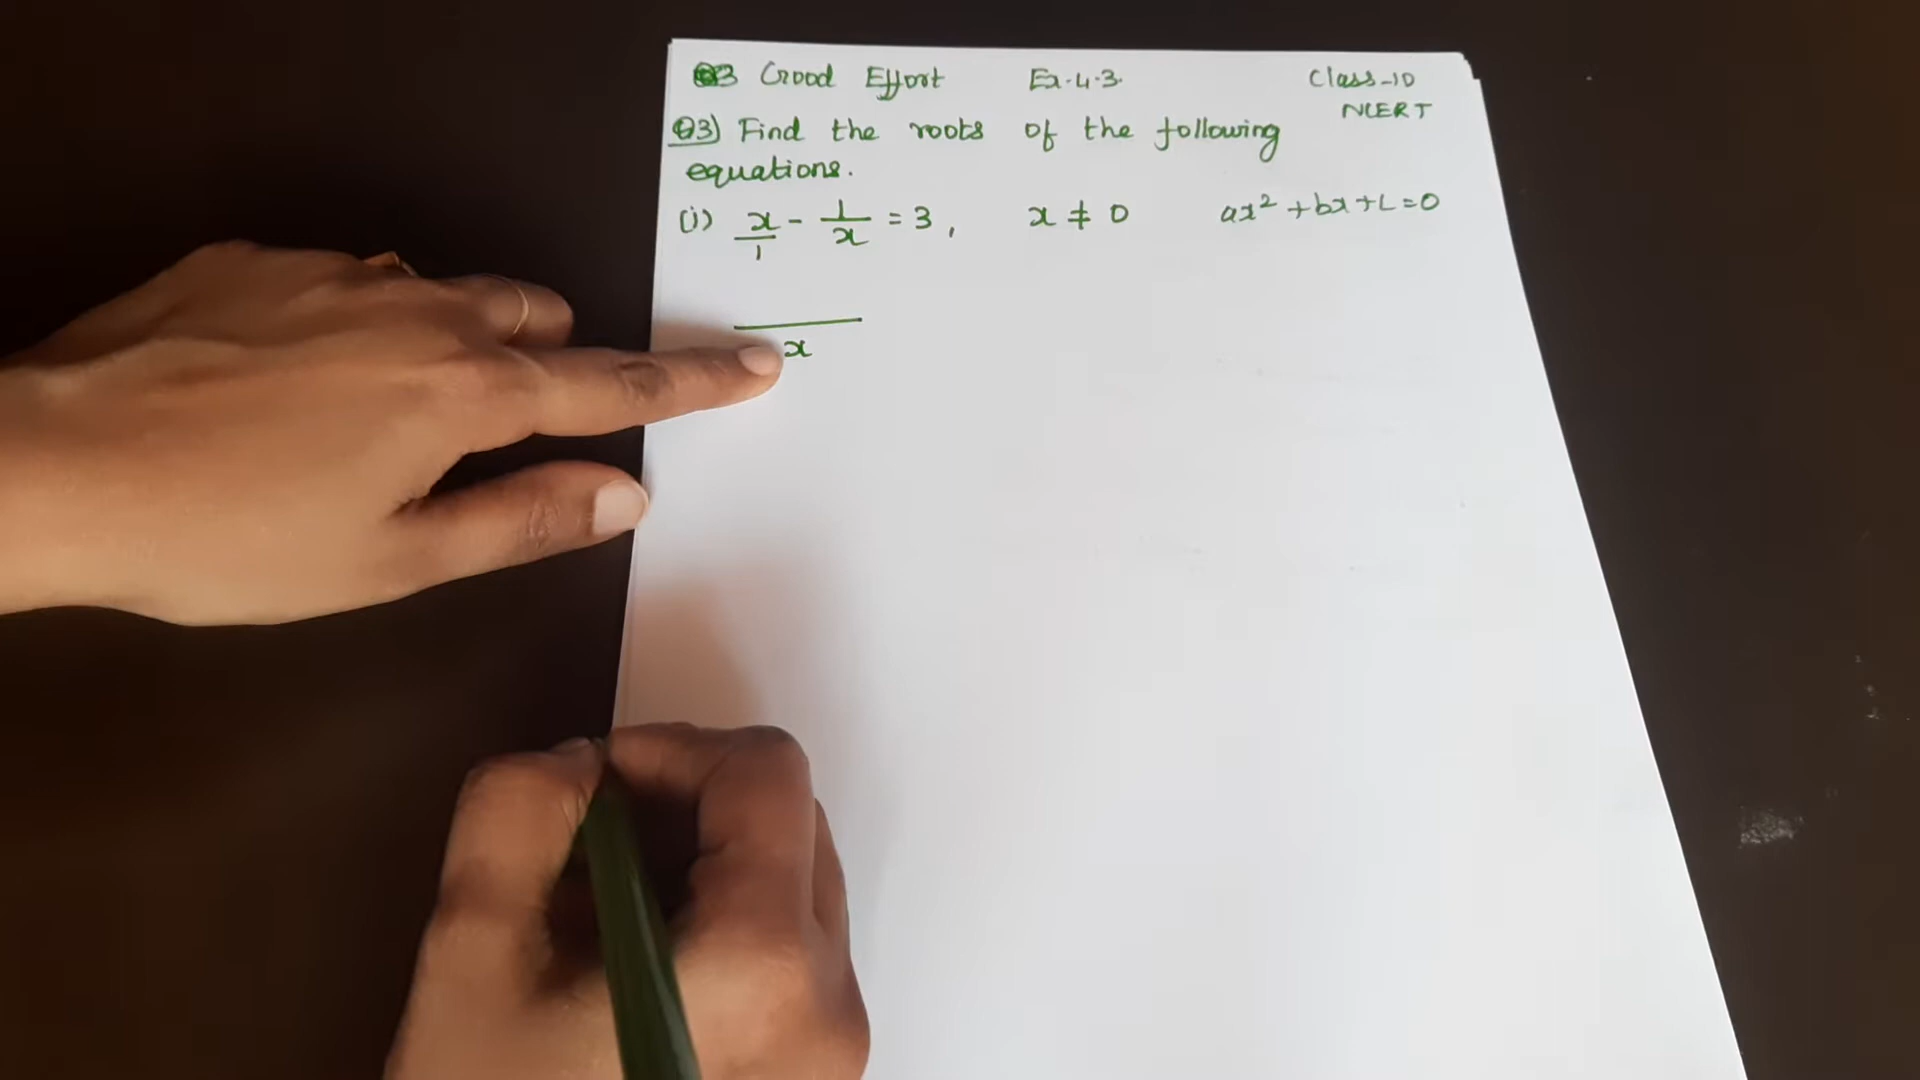 Q3 Good Effort Ex.4.3. Class-10
NCERT
Q3) Find the roots of the following
equations.
(i) x/1 - 1/x = 3, x ≠ 0 ax² + bx + c = 0
x